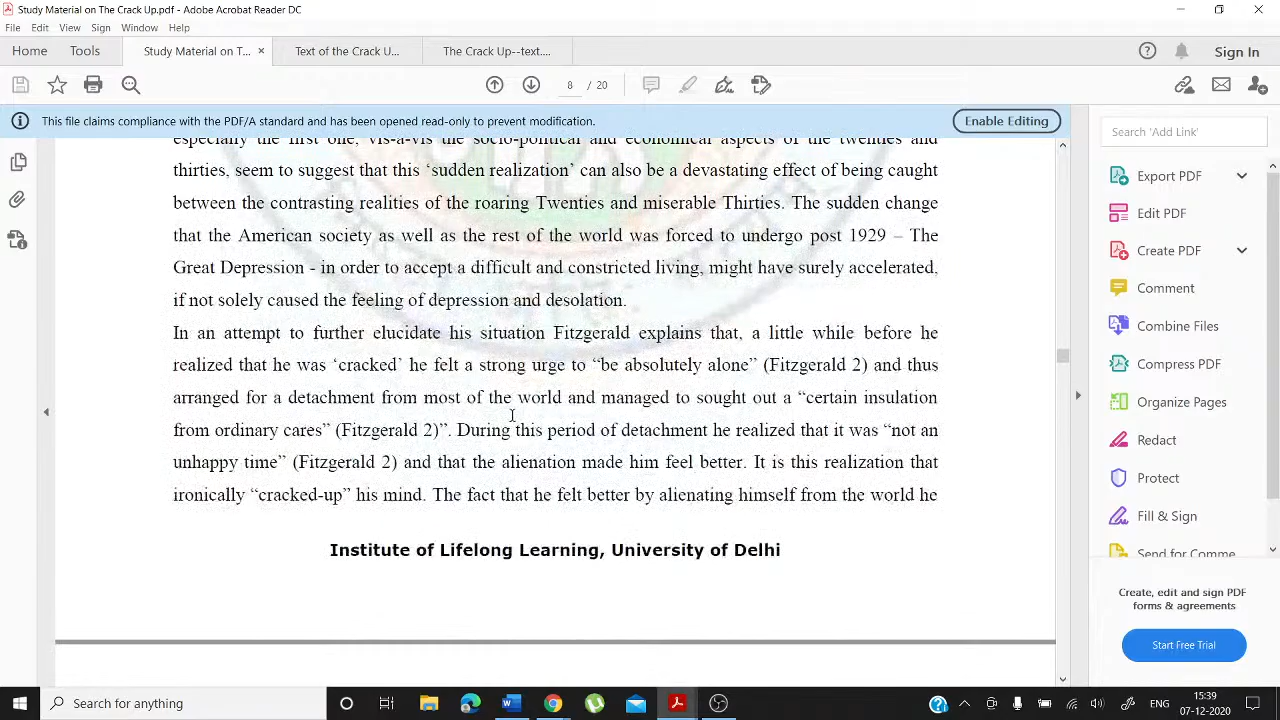 Study Material on The Crack Up.pdf - Adobe Acrobat Reader DC
File Edit View Sign Window Help
Home Tools Study Material on T... × Text of the Crack U... The Crack Up--text.... Sign In
8 / 20
This file claims compliance with the PDF/A standard and has been opened read-only to prevent modification. Enable Editing
especially the first one. vis-à-vis the socio-political and economical aspects of the twenties and
thirties, seem to suggest that this ‘sudden realization’ can also be a devastating effect of being caught
between the contrasting realities of the roaring Twenties and miserable Thirties. The sudden change
that the American society as well as the rest of the world was forced to undergo post 1929 – The
Great Depression - in order to accept a difficult and constricted living, might have surely accelerated,
if not solely caused the feeling of depression and desolation.
In an attempt to further elucidate his situation Fitzgerald explains that, a little while before he
realized that he was ‘cracked’ he felt a strong urge to “be absolutely alone” (Fitzgerald 2) and thus
arranged for a detachment from most of the world and managed to sought out a “certain insulation
from ordinary cares” (Fitzgerald 2)”. During this period of detachment he realized that it was “not an
unhappy time” (Fitzgerald 2) and that the alienation made him feel better. It is this realization that
ironically “cracked-up” his mind. The fact that he felt better by alienating himself from the world he
Institute of Lifelong Learning, University of Delhi
Search 'Add Link'
Export PDF
Edit PDF
Create PDF
Comment
Combine Files
Compress PDF
Organize Pages
Redact
Protect
Fill & Sign
Send for Comme
Create, edit and sign PDF
forms & agreements
Start Free Trial
Search for anything
ENG
15:39
07-12-2020